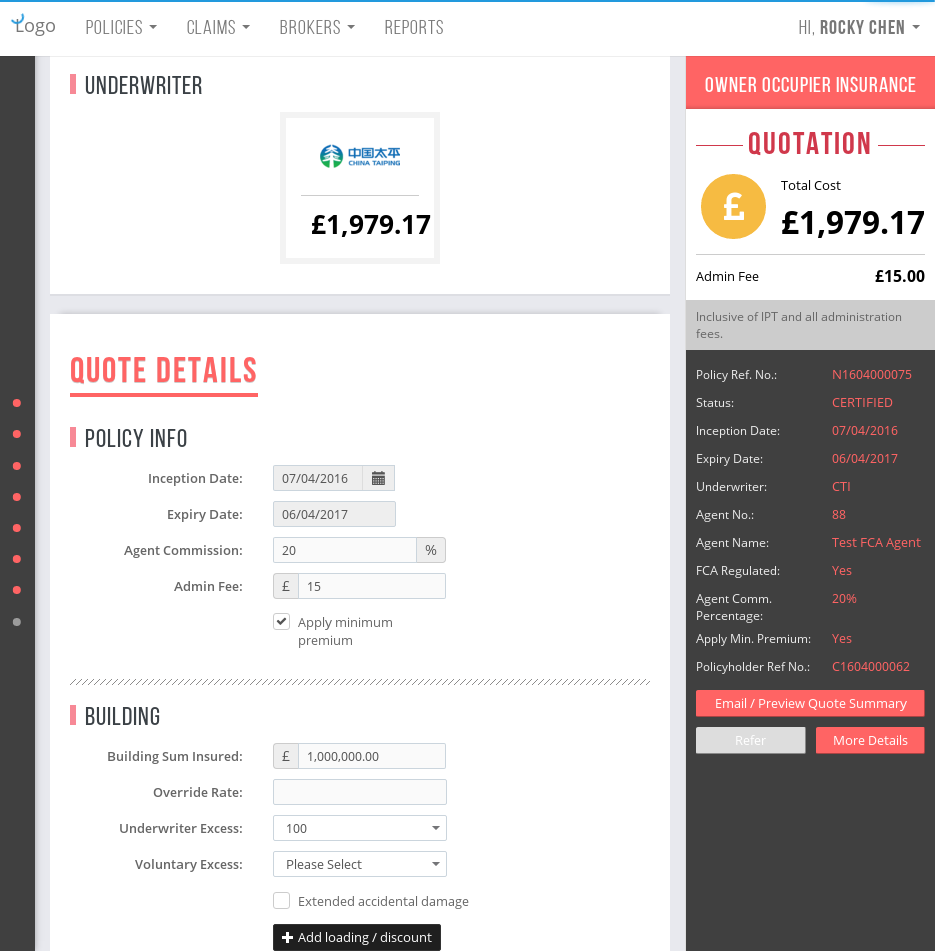 Logo
POLICIES
CLAIMS
BROKERS
REPORTS
HI, ROCKY CHEN
UNDERWRITER
中国太平
CHINA TAIPING
£1,979.17
QUOTE DETAILS
POLICY INFO
Inception Date: 07/04/2016
Expiry Date: 06/04/2017
Agent Commission: 20 %
Admin Fee: £ 15
Apply minimum
premium
BUILDING
Building Sum Insured: £ 1,000,000.00
Override Rate:
Underwriter Excess: 100
Voluntary Excess: Please Select
Extended accidental damage
Add loading / discount
OWNER OCCUPIER INSURANCE
QUOTATION
£
Total Cost
£1,979.17
Admin Fee £15.00
Inclusive of IPT and all administration
fees.
Policy Ref. No.: N1604000075
Status: CERTIFIED
Inception Date: 07/04/2016
Expiry Date: 06/04/2017
Underwriter: CTI
Agent No.: 88
Agent Name: Test FCA Agent
FCA Regulated: Yes
Agent Comm. 20%
Percentage:
Apply Min. Premium: Yes
Policyholder Ref No.: C1604000062
Email / Preview Quote Summary
Refer
More Details